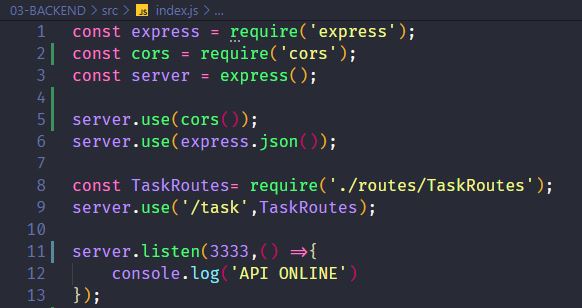 03-BACKEND > src > JS index.js > ...
1 const express = require('express');
2 const cors = require('cors');
3 const server = express();
4
5 server.use(cors());
6 server.use(express.json());
7
8 const TaskRoutes= require('./routes/TaskRoutes');
9 server.use('/task',TaskRoutes);
10
11 server.listen(3333,() =>{
12     console.log('API ONLINE')
13 });